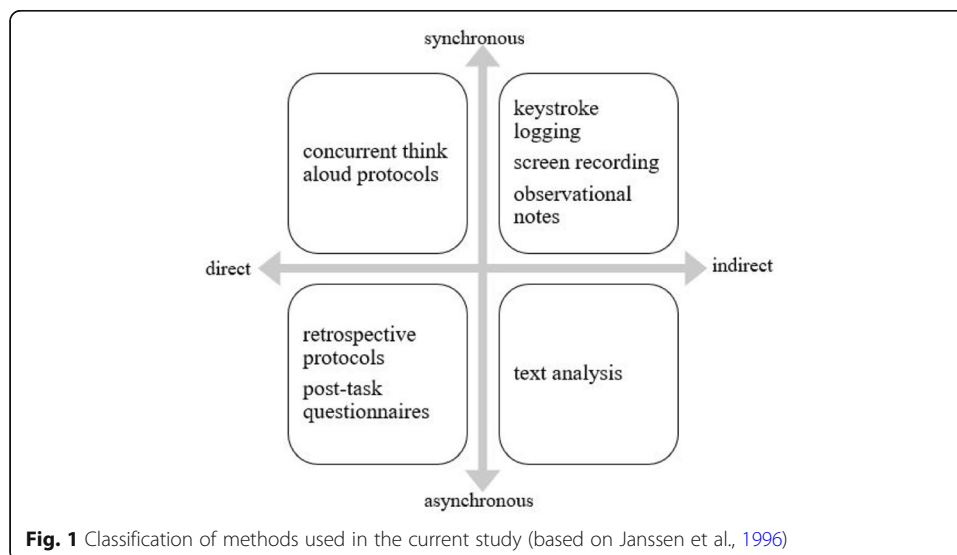 synchronous
concurrent think
aloud protocols
keystroke
logging
screen recording
observational
notes
direct
indirect
retrospective
protocols
post-task
questionnaires
text analysis
asynchronous
Fig. 1 Classification of methods used in the current study (based on Janssen et al., 1996)